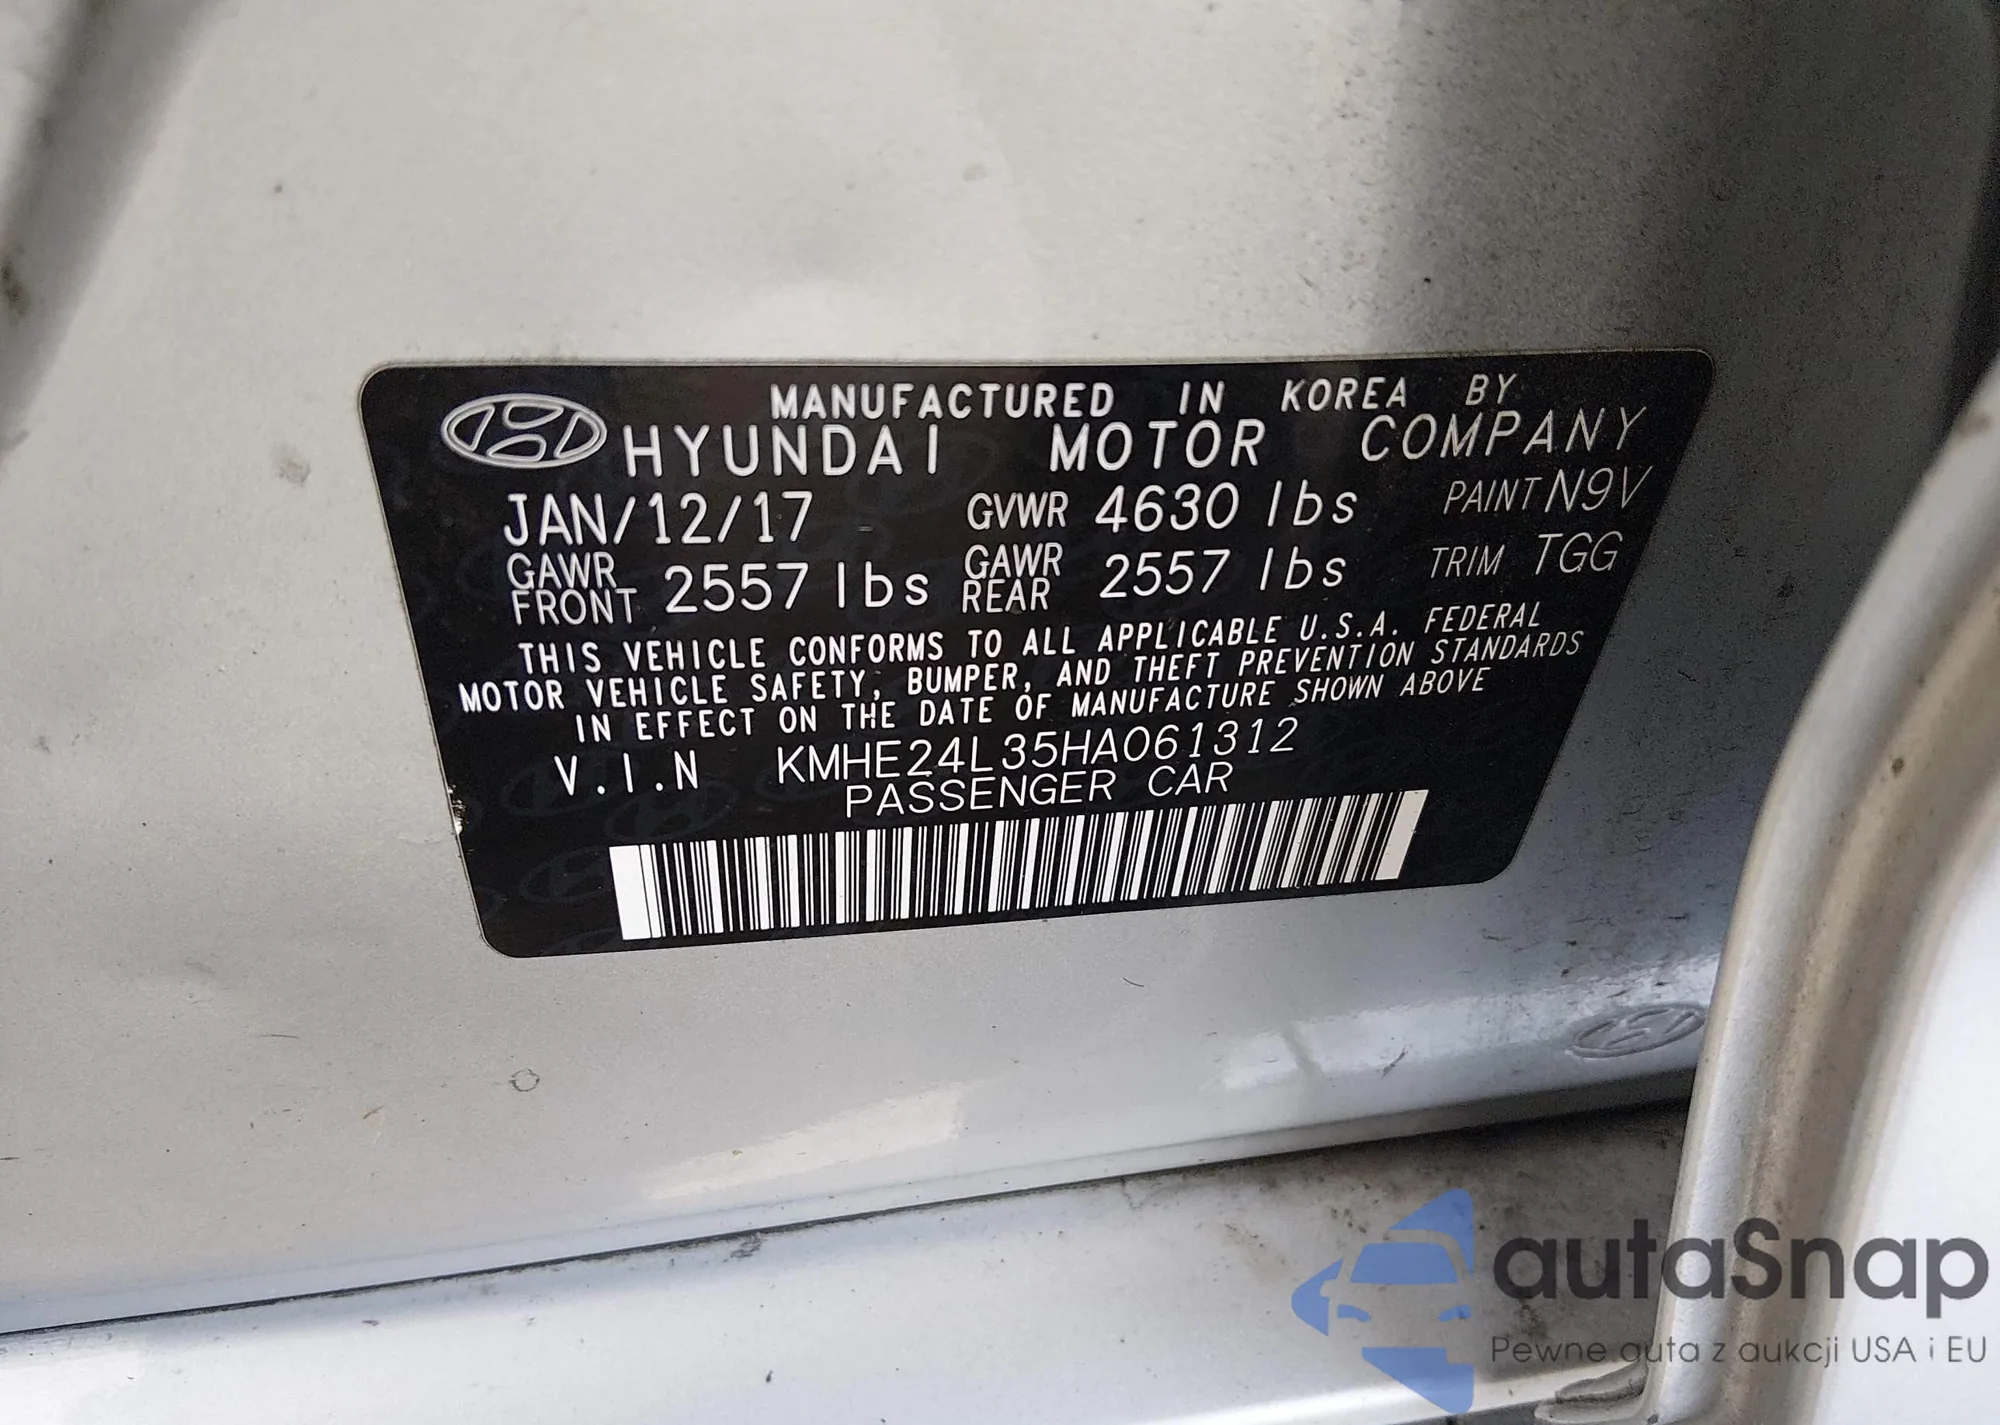 MANUFACTURED IN KOREA BY
HYUNDAI MOTOR COMPANY
JAN/12/17 GVWR 4630 lbs PAINT N9V
GAWR FRONT 2557 lbs GAWR REAR 2557 lbs TRIM TGG
THIS VEHICLE CONFORMS TO ALL APPLICABLE U.S.A. FEDERAL
MOTOR VEHICLE SAFETY, BUMPER, AND THEFT PREVENTION STANDARDS
IN EFFECT ON THE DATE OF MANUFACTURE SHOWN ABOVE
V.I.N KMHE24L35HA061312
PASSENGER CAR
autaSnap
Pewne auta z aukcji USA i EU